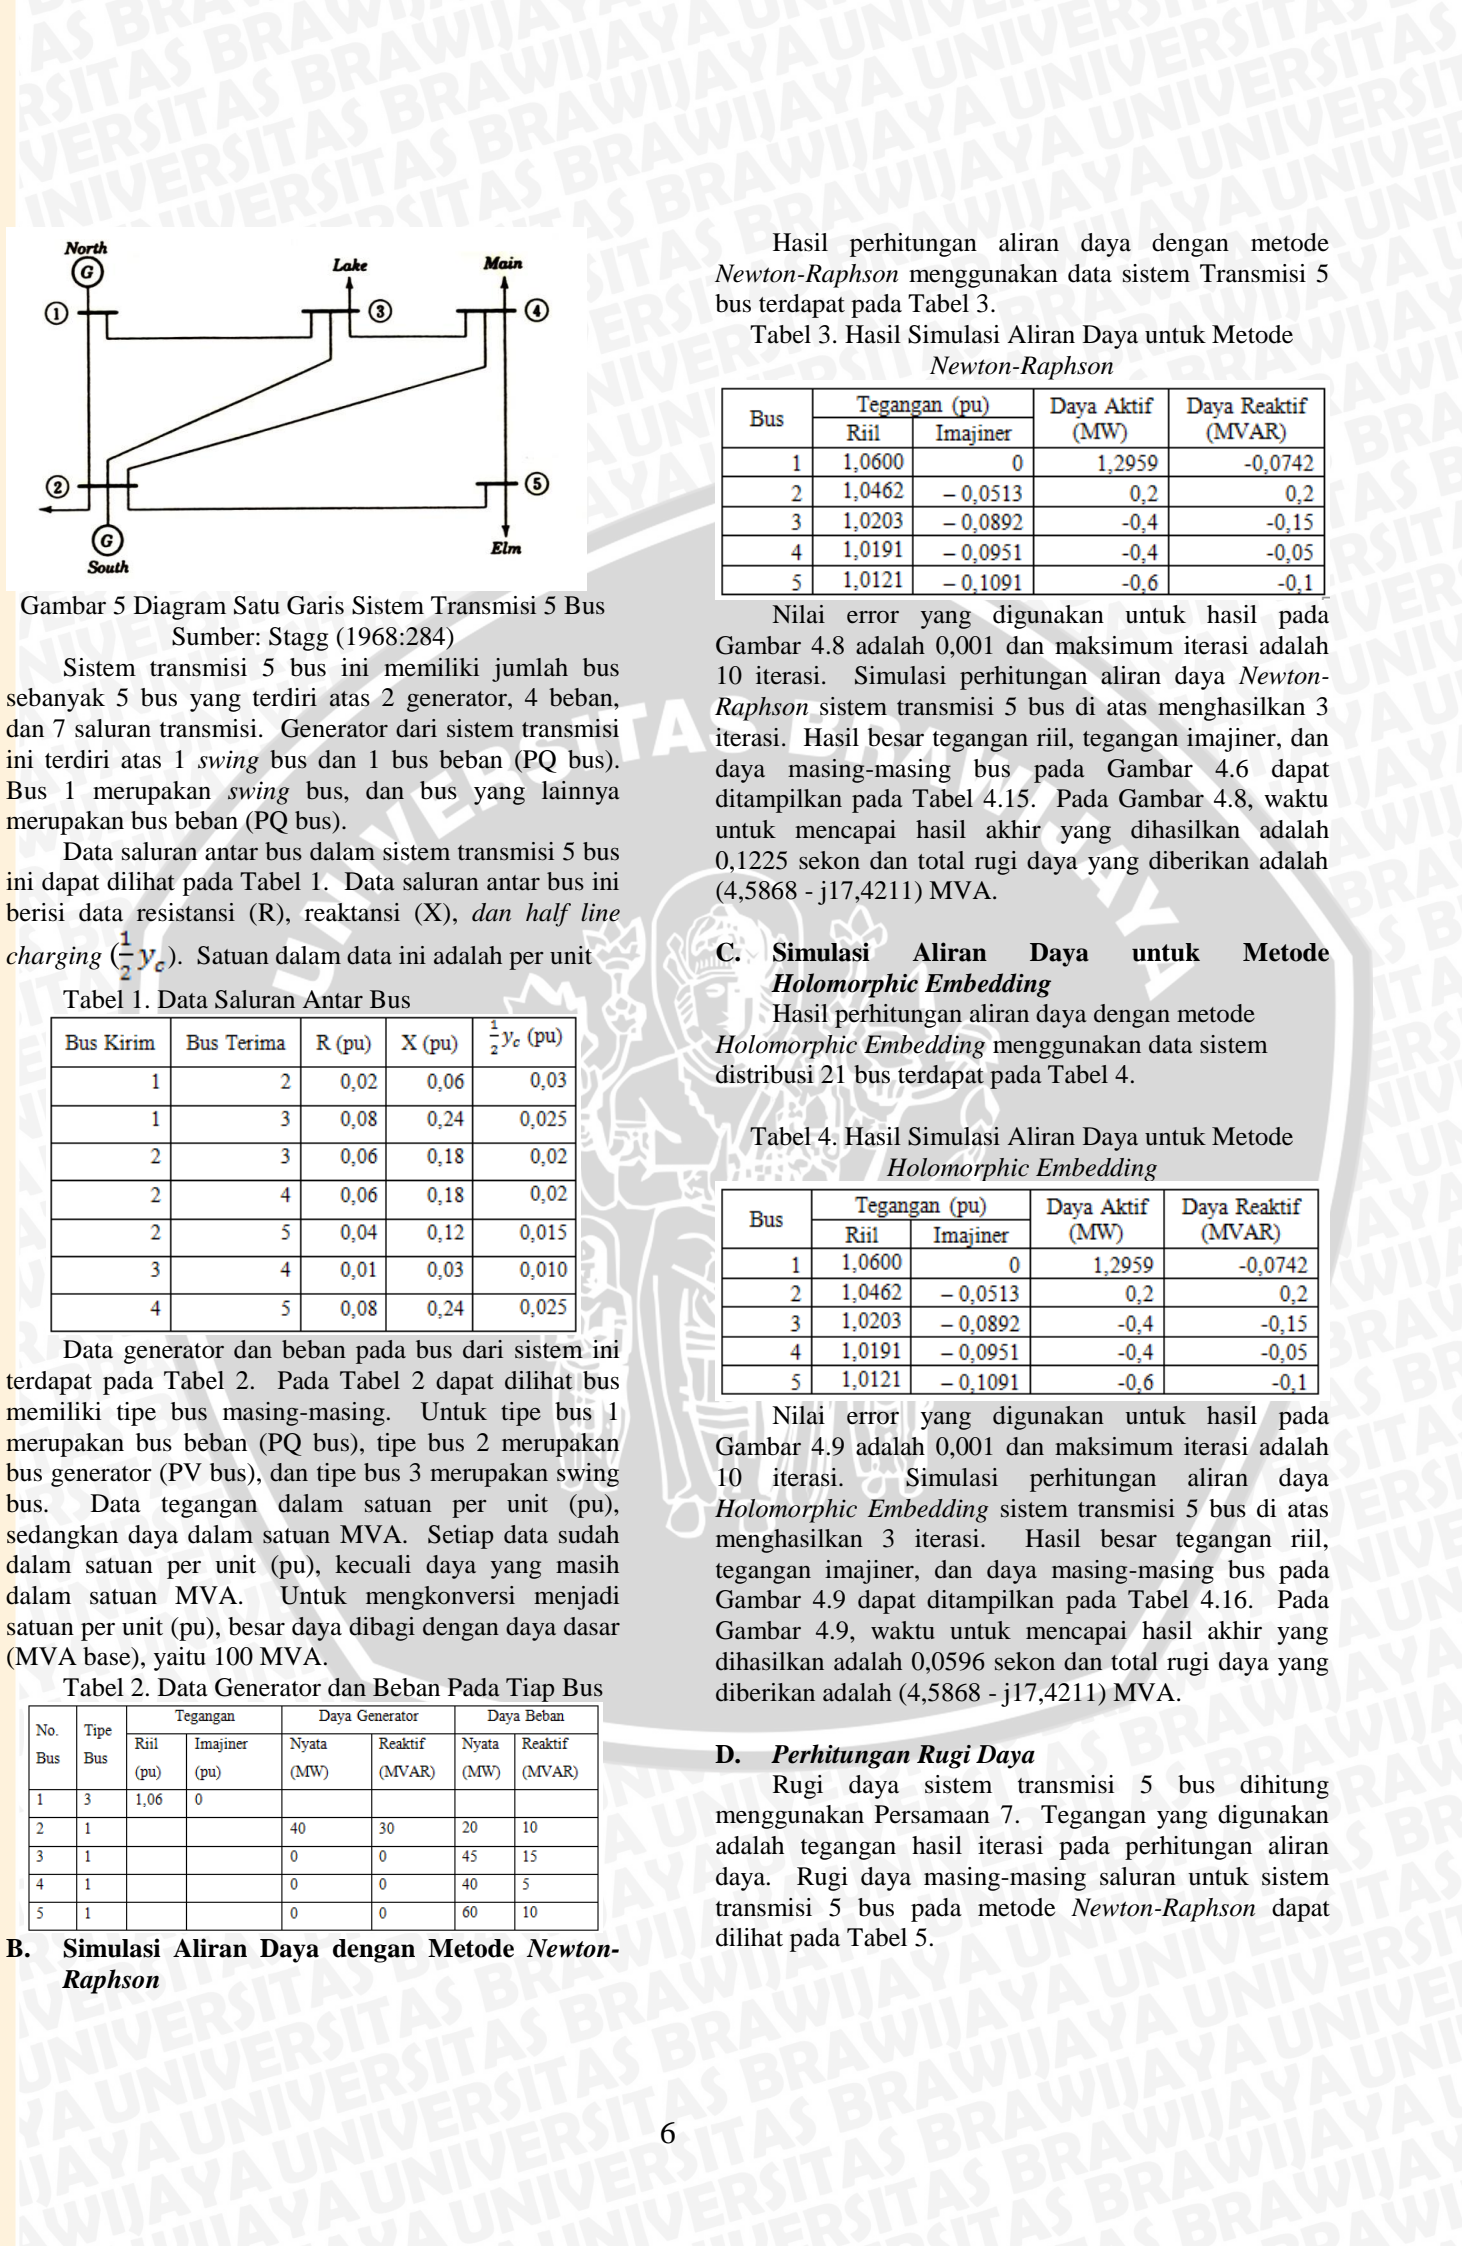 North
G
Lake
Main
1
3
4
2
5
G
South
Elm
Gambar 5 Diagram Satu Garis Sistem Transmisi 5 Bus
Sumber: Stagg (1968:284)
Sistem transmisi 5 bus ini memiliki jumlah bus
sebanyak 5 bus yang terdiri atas 2 generator, 4 beban,
dan 7 saluran transmisi. Generator dari sistem transmisi
ini terdiri atas 1 swing bus dan 1 bus beban (PQ bus).
Bus 1 merupakan swing bus, dan bus yang lainnya
merupakan bus beban (PQ bus).
Data saluran antar bus dalam sistem transmisi 5 bus
ini dapat dilihat pada Tabel 1. Data saluran antar bus ini
berisi data resistansi (R), reaktansi (X), dan half line
charging (½ y_c). Satuan dalam data ini adalah per unit
Tabel 1. Data Saluran Antar Bus
Bus Kirim Bus Terima R (pu) X (pu) ½ y_c (pu)
1 2 0,02 0,06 0,03
1 3 0,08 0,24 0,025
2 3 0,06 0,18 0,02
2 4 0,06 0,18 0,02
2 5 0,04 0,12 0,015
3 4 0,01 0,03 0,010
4 5 0,08 0,24 0,025
Data generator dan beban pada bus dari sistem ini
terdapat pada Tabel 2. Pada Tabel 2 dapat dilihat bus
memiliki tipe bus masing-masing. Untuk tipe bus 1
merupakan bus beban (PQ bus), tipe bus 2 merupakan
bus generator (PV bus), dan tipe bus 3 merupakan swing
bus. Data tegangan dalam satuan per unit (pu),
sedangkan daya dalam satuan MVA. Setiap data sudah
dalam satuan per unit (pu), kecuali daya yang masih
dalam satuan MVA. Untuk mengkonversi menjadi
satuan per unit (pu), besar daya dibagi dengan daya dasar
(MVA base), yaitu 100 MVA.
Tabel 2. Data Generator dan Beban Pada Tiap Bus
No. Bus Tipe Bus Tegangan Daya Generator Daya Beban
Riil (pu) Imajiner (pu) Nyata (MW) Reaktif (MVAR) Nyata (MW) Reaktif (MVAR)
1 3 1,06 0
2 1 40 30 20 10
3 1 0 0 45 15
4 1 0 0 40 5
5 1 0 0 60 10
B. Simulasi Aliran Daya dengan Metode Newton-
Raphson
Hasil perhitungan aliran daya dengan metode
Newton-Raphson menggunakan data sistem Transmisi 5
bus terdapat pada Tabel 3.
Tabel 3. Hasil Simulasi Aliran Daya untuk Metode
Newton-Raphson
Bus Tegangan (pu) Daya Aktif (MW) Daya Reaktif (MVAR)
Riil Imajiner
1 1,0600 0 1,2959 -0,0742
2 1,0462 – 0,0513 0,2 0,2
3 1,0203 – 0,0892 -0,4 -0,15
4 1,0191 – 0,0951 -0,4 -0,05
5 1,0121 – 0,1091 -0,6 -0,1
Nilai error yang digunakan untuk hasil pada
Gambar 4.8 adalah 0,001 dan maksimum iterasi adalah
10 iterasi. Simulasi perhitungan aliran daya Newton-
Raphson sistem transmisi 5 bus di atas menghasilkan 3
iterasi. Hasil besar tegangan riil, tegangan imajiner, dan
daya masing-masing bus pada Gambar 4.6 dapat
ditampilkan pada Tabel 4.15. Pada Gambar 4.8, waktu
untuk mencapai hasil akhir yang dihasilkan adalah
0,1225 sekon dan total rugi daya yang diberikan adalah
(4,5868 - j17,4211) MVA.
C. Simulasi Aliran Daya untuk Metode
Holomorphic Embedding
Hasil perhitungan aliran daya dengan metode
Holomorphic Embedding menggunakan data sistem
distribusi 21 bus terdapat pada Tabel 4.
Tabel 4. Hasil Simulasi Aliran Daya untuk Metode
Holomorphic Embedding
Bus Tegangan (pu) Daya Aktif (MW) Daya Reaktif (MVAR)
Riil Imajiner
1 1,0600 0 1,2959 -0,0742
2 1,0462 – 0,0513 0,2 0,2
3 1,0203 – 0,0892 -0,4 -0,15
4 1,0191 – 0,0951 -0,4 -0,05
5 1,0121 – 0,1091 -0,6 -0,1
Nilai error yang digunakan untuk hasil pada
Gambar 4.9 adalah 0,001 dan maksimum iterasi adalah
10 iterasi. Simulasi perhitungan aliran daya
Holomorphic Embedding sistem transmisi 5 bus di atas
menghasilkan 3 iterasi. Hasil besar tegangan riil,
tegangan imajiner, dan daya masing-masing bus pada
Gambar 4.9 dapat ditampilkan pada Tabel 4.16. Pada
Gambar 4.9, waktu untuk mencapai hasil akhir yang
dihasilkan adalah 0,0596 sekon dan total rugi daya yang
diberikan adalah (4,5868 - j17,4211) MVA.
D. Perhitungan Rugi Daya
Rugi daya sistem transmisi 5 bus dihitung
menggunakan Persamaan 7. Tegangan yang digunakan
adalah tegangan hasil iterasi pada perhitungan aliran
daya. Rugi daya masing-masing saluran untuk sistem
transmisi 5 bus pada metode Newton-Raphson dapat
dilihat pada Tabel 5.
6
UNIVERSITAS BRAWIJAYA